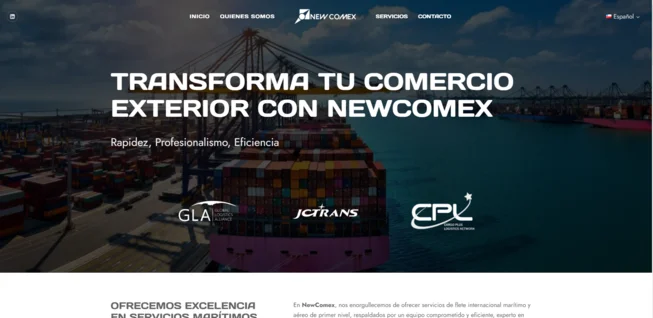 INICIO QUIENES SOMOS NEWCOMEX SERVICIOS CONTACTO Español
TRANSFORMA TU COMERCIO
EXTERIOR CON NEWCOMEX
Rapidez, Profesionalismo, Eficiencia
GLA GLOBAL LOGISTICS ALLIANCE
JCTRANS
CPL
CARGO PLUS LOGISTICS NETWORK
OFRECEMOS EXCELENCIA
EN SERVICIOS MARÍTIMOS
En NewComex, nos enorgullecemos de ofrecer servicios de flete internacional marítimo y
aéreo de primer nivel, respaldados por un equipo comprometido y eficiente, experto en